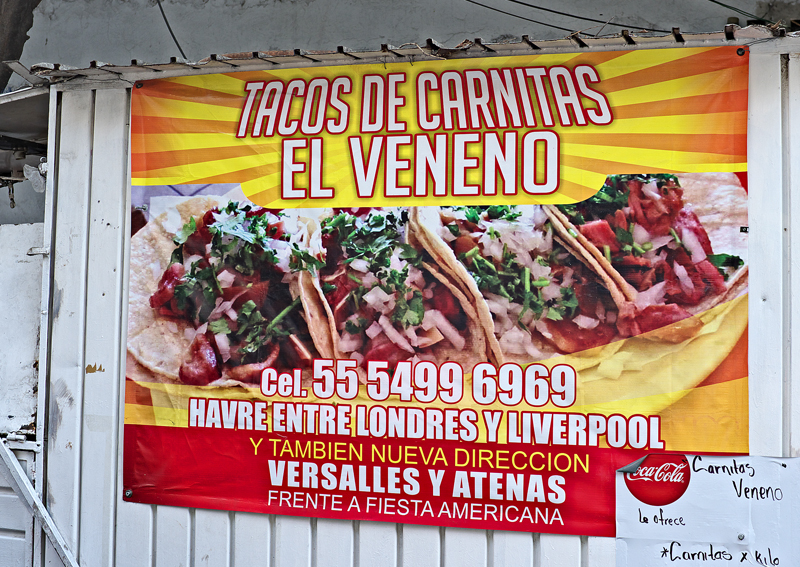 TACOS DE CARNITAS
EL VENENO
Cel. 55 5499 6969
HAVRE ENTRE LONDRES Y LIVERPOOL
Y TAMBIEN NUEVA DIRECCION
VERSALLES Y ATENAS
FRENTE A FIESTA AMERICANA
Coca-Cola
Carnitas
Veneno
le ofrece
*Carnitas x kilo